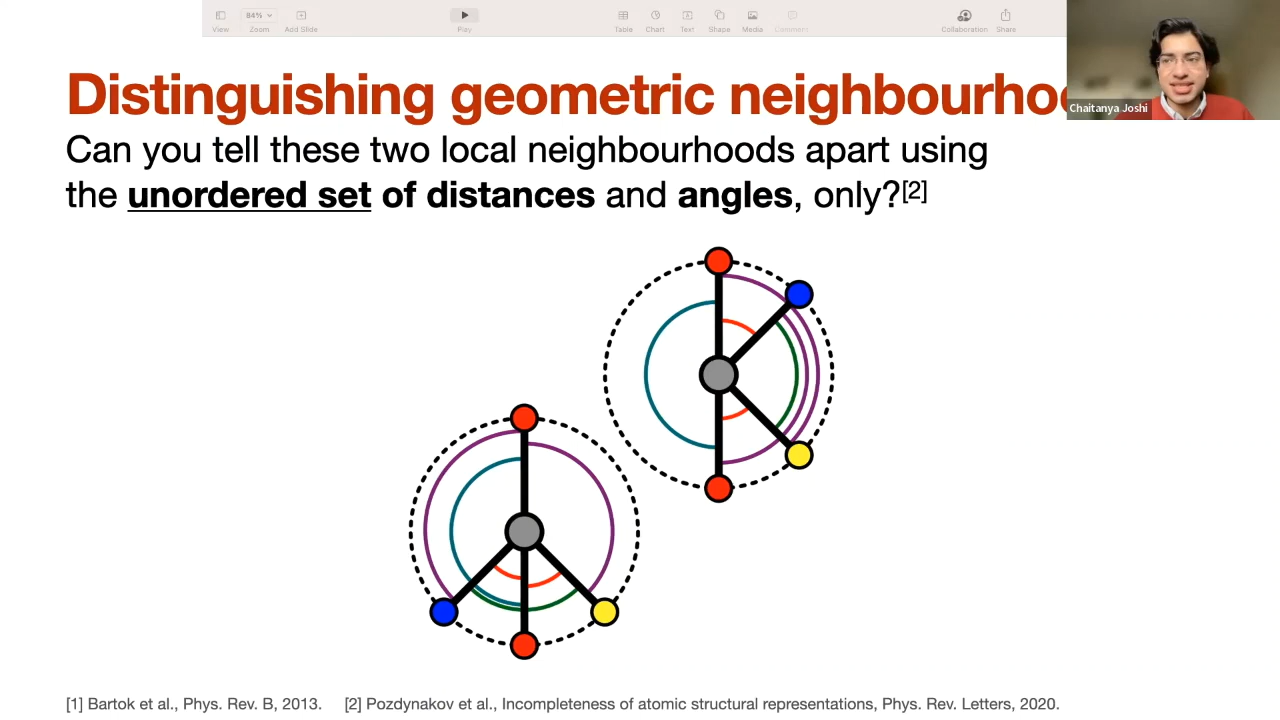 View
84%
Zoom
Add Slide
Play
Table
Chart
Text
Shape
Media
Comment
Collaboration
Share
Chaitanya Joshi
Distinguishing geometric neighbourho
Can you tell these two local neighbourhoods apart using
the unordered set of distances and angles, only?[2]
[1] Bartok et al., Phys. Rev. B, 2013. [2] Pozdynakov et al., Incompleteness of atomic structural representations, Phys. Rev. Letters, 2020.